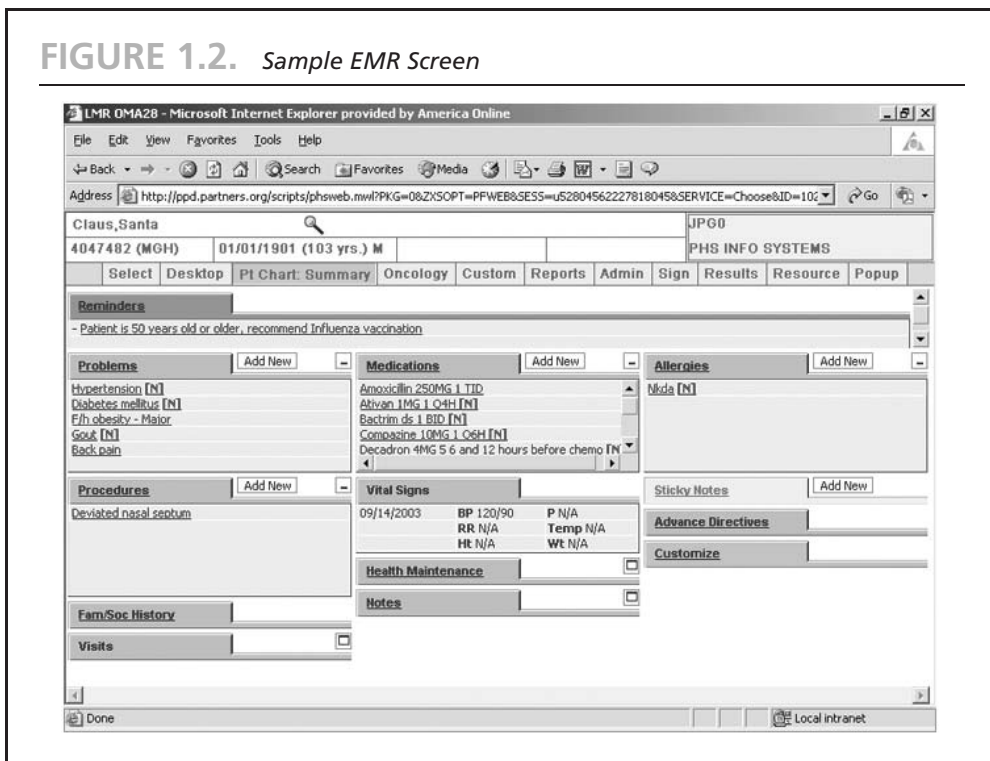 FIGURE 1.2. Sample EMR Screen
LMR OMA28 - Microsoft Internet Explorer provided by America Online
File Edit View Favorites Tools Help
Back Search Favorites Media
Address http://ppd.partners.org/scripts/phsweb.mwl?PKG=0&ZXSOPT=PFWEB&SESS=u52804562227818045&SERVICE=Choose&ID=102 Go
Claus,Santa JPG0
4047482 (MGH) 01/01/1901 (103 yrs.) M PHS INFO SYSTEMS
Select Desktop Pt Chart: Summary Oncology Custom Reports Admin Sign Results Resource Popup
Reminders
- Patient is 50 years old or older, recommend Influenza vaccination
Problems Add New
Hypertension [N]
Diabetes mellitus [N]
F/h obesity - Major
Gout [N]
Back pain
Medications Add New
Amoxicillin 250MG 1 TID
Ativan 1MG 1 Q4H [N]
Bactrim ds 1 BID [N]
Compazine 10MG 1 Q6H [N]
Decadron 4MG 5 6 and 12 hours before chemo [N
Allergies Add New
Nkda [N]
Procedures Add New
Deviated nasal septum
Vital Signs
09/14/2003 BP 120/90 P N/A
RR N/A Temp N/A
Ht N/A Wt N/A
Sticky Notes Add New
Advance Directives
Customize
Health Maintenance
Notes
Fam/Soc History
Visits
Done Local intranet